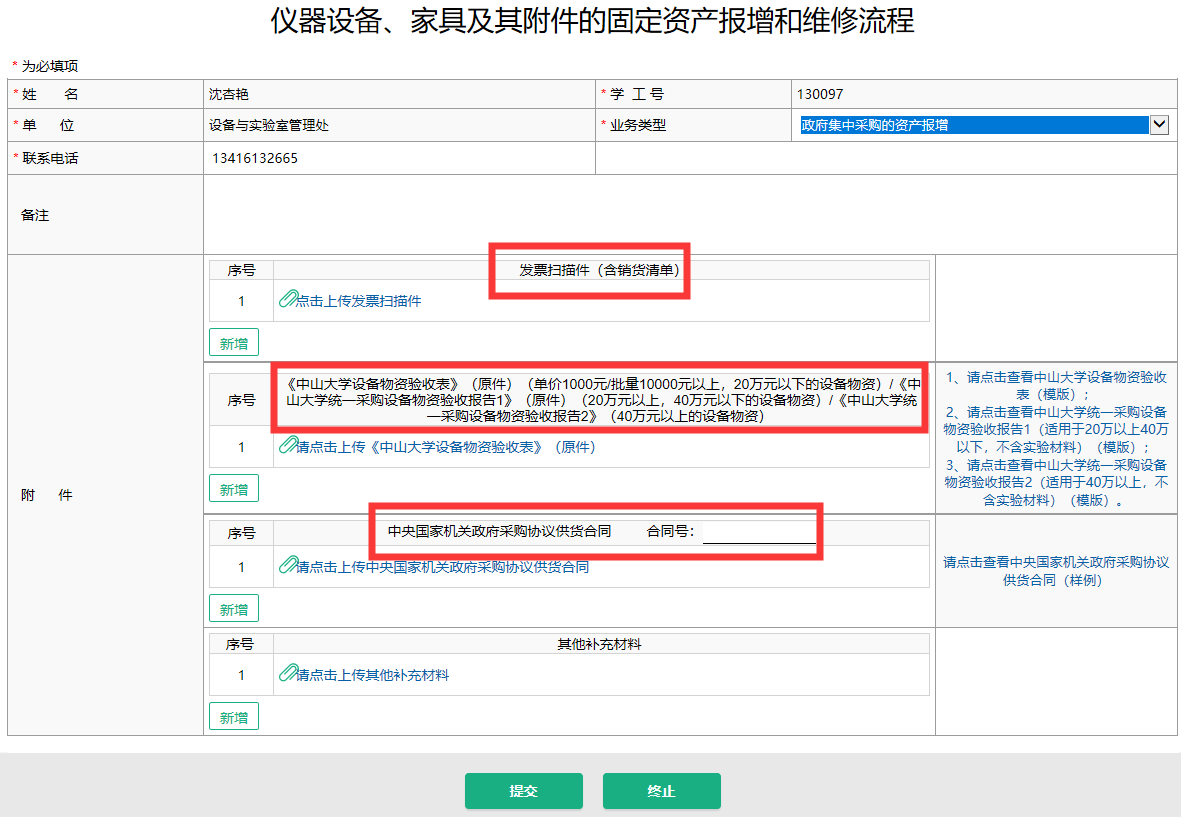 仪器设备、家具及其附件的固定资产报增和维修流程
* 为必填项
* 姓 名 沈杏艳 * 学 工 号 130097
* 单 位 设备与实验室管理处 * 业务类型 政府集中采购的资产报增
* 联系电话 13416132665
备注
附 件
序号 发票扫描件（含销货清单）
1 点击上传发票扫描件
新增
序号
《中山大学设备物资验收表》（原件）（单价1000元/批量10000元以上，20万元以下的设备物资）/《中
山大学统一采购设备物资验收报告1》（原件）（20万元以上，40万元以下的设备物资）/《中山大学统
一采购设备物资验收报告2》（40万元以上的设备物资）
1 请点击上传《中山大学设备物资验收表》（原件）
新增
1、请点击查看中山大学设备物资验收
表（模版）；
2、请点击查看中山大学统一采购设备
物资验收报告1（适用于20万以上40万
以下，不含实验材料）（模版）；
3、请点击查看中山大学统一采购设备
物资验收报告2（适用于40万以上，不
含实验材料）（模版）。
序号 中央国家机关政府采购协议供货合同 合同号：
1 请点击上传中央国家机关政府采购协议供货合同
新增
请点击查看中央国家机关政府采购协议
供货合同（样例）
序号 其他补充材料
1 请点击上传其他补充材料
新增
提交 终止